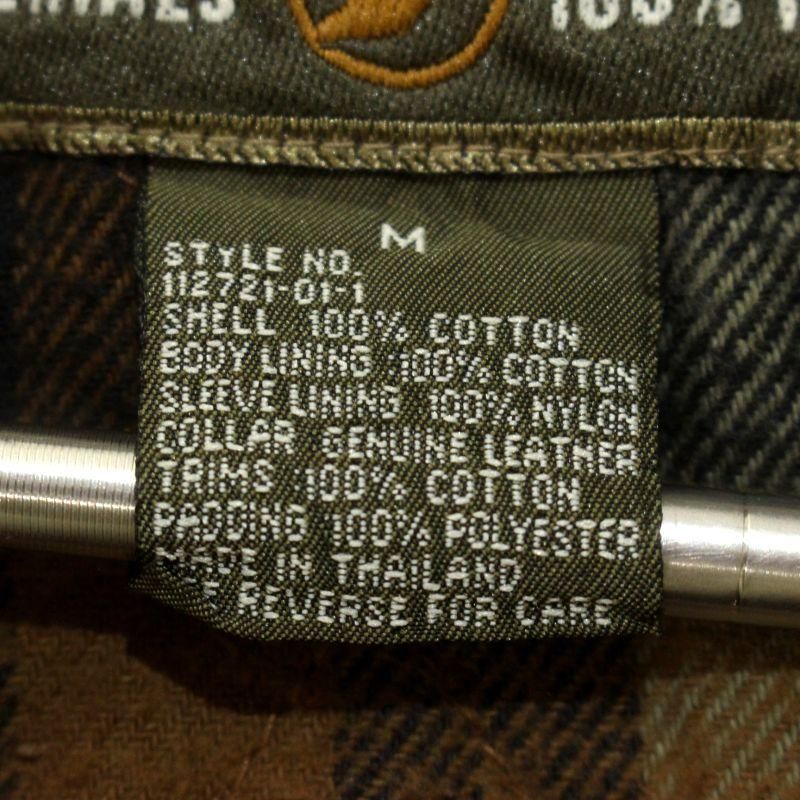 100%
M
STYLE NO.
112721-01-1
SHELL 100% COTTON
BODY LINING 100% COTTON
SLEEVE LINING 100% NYLON
COLLAR GENUINE LEATHER
TRIMS 100% COTTON
PADDING 100% POLYESTER
MADE IN THAILAND
REVERSE FOR CARE